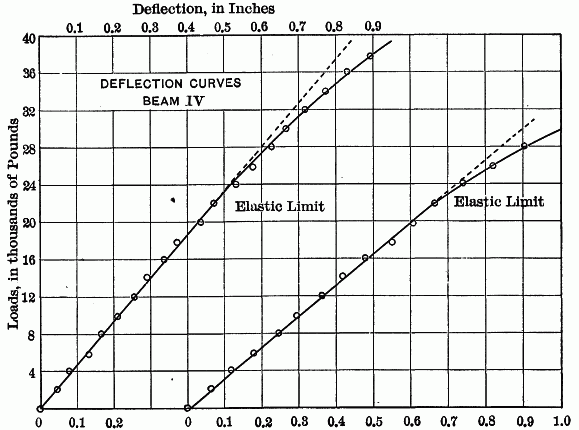 Deflection, in Inches
0.1 0.2 0.3 0.4 0.5 0.6 0.7 0.8 0.9
40
36
DEFLECTION CURVES
BEAM IV
32
28
24
Elastic Limit
Elastic Limit
20
16
12
8
4
Loads, in thousands of Pounds
0 0.1 0.2 0 0.1 0.2 0.3 0.4 0.5 0.6 0.7 0.8 0.9 1.0